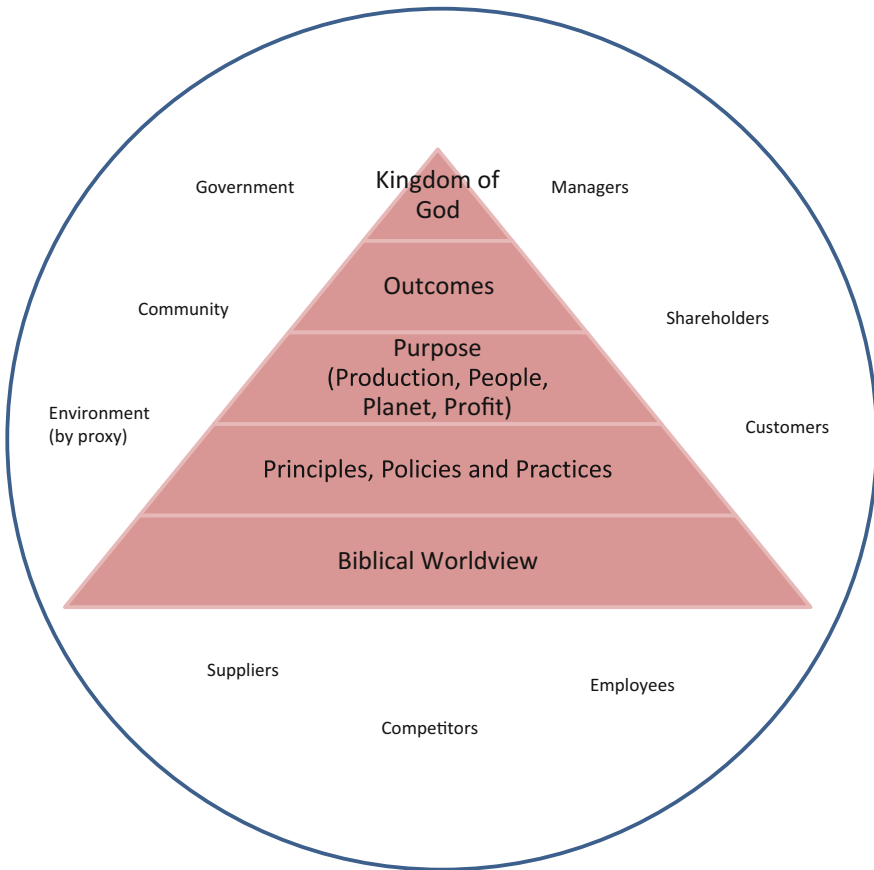 Kingdom of
God
Government
Managers
Outcomes
Community
Shareholders
Purpose
(Production, People,
Planet, Profit)
Environment
(by proxy)
Customers
Principles, Policies and Practices
Biblical Worldview
Suppliers
Employees
Competitors